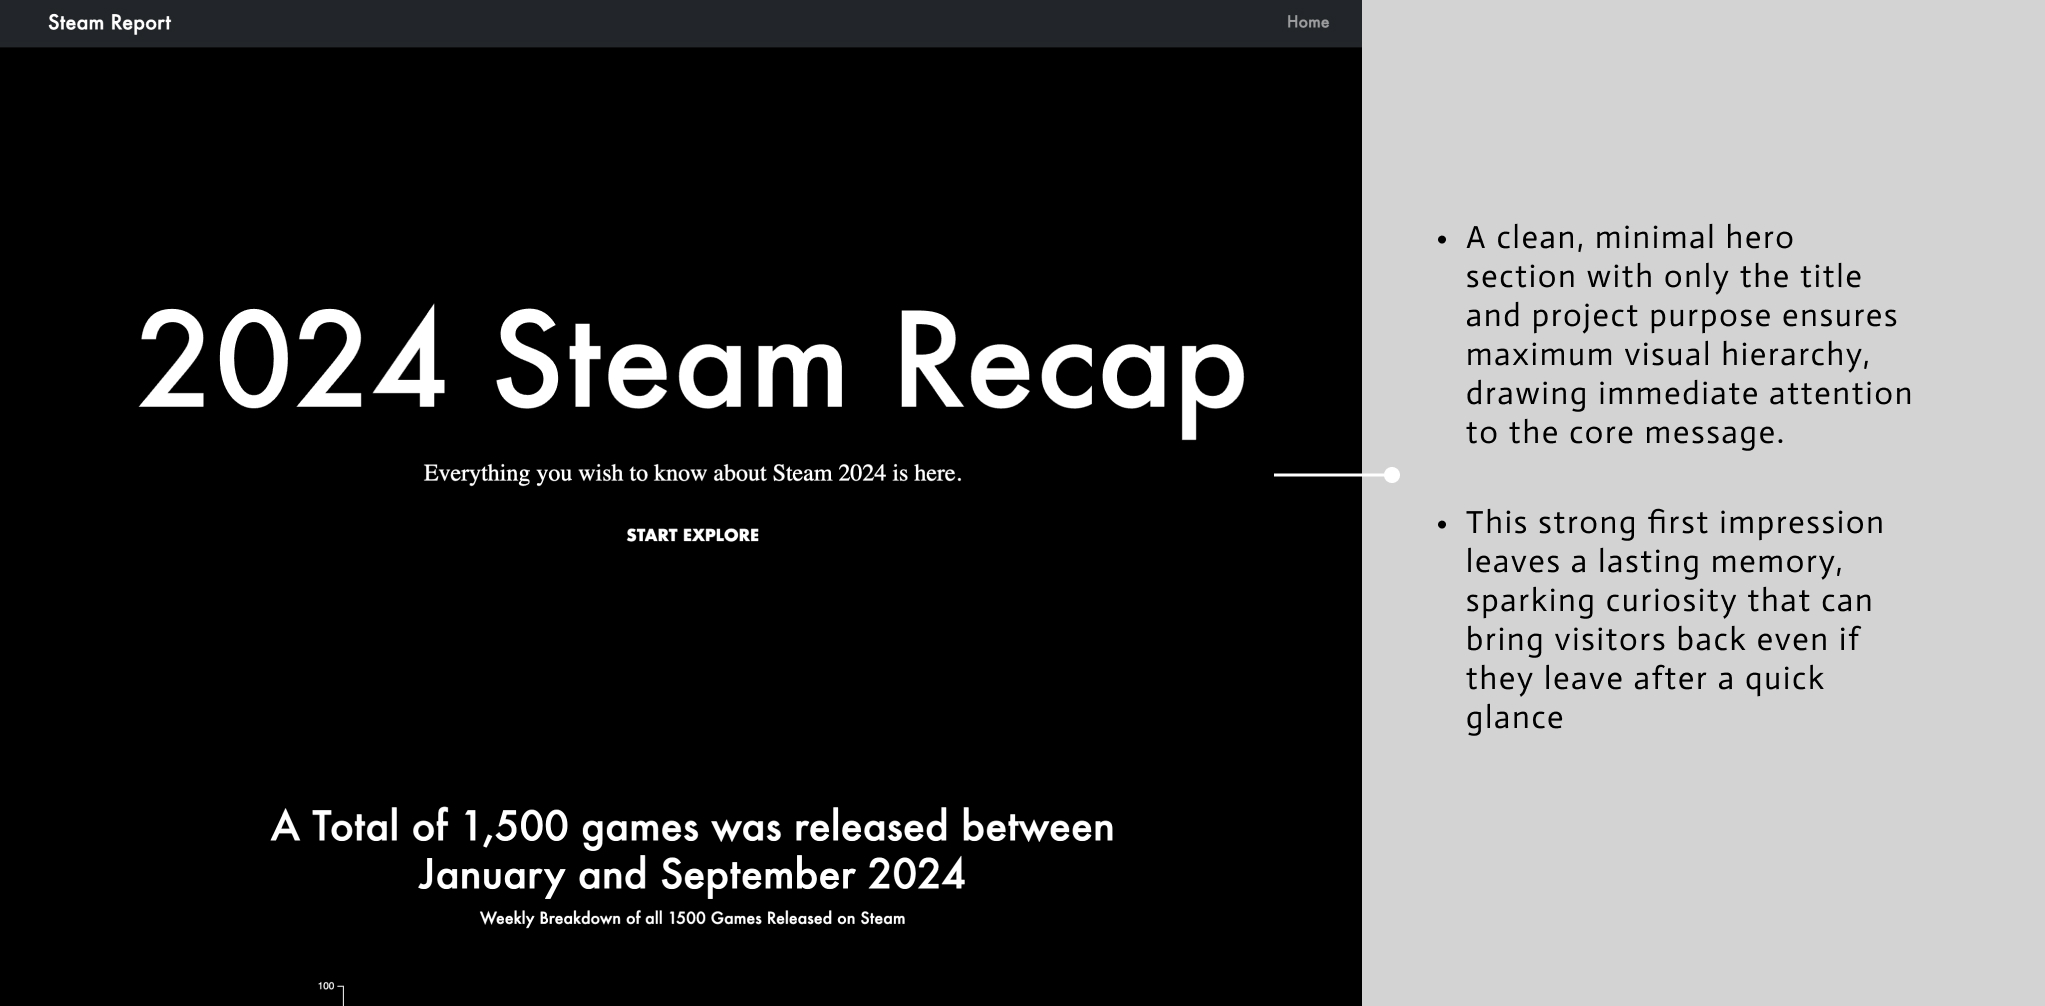 Steam Report
Home
2024 Steam Recap
Everything you wish to know about Steam 2024 is here.
START EXPLORE
A Total of 1,500 games was released between
January and September 2024
Weekly Breakdown of all 1500 Games Released on Steam
100
• A clean, minimal hero
section with only the title
and project purpose ensures
maximum visual hierarchy,
drawing immediate attention
to the core message.
• This strong first impression
leaves a lasting memory,
sparking curiosity that can
bring visitors back even if
they leave after a quick
glance